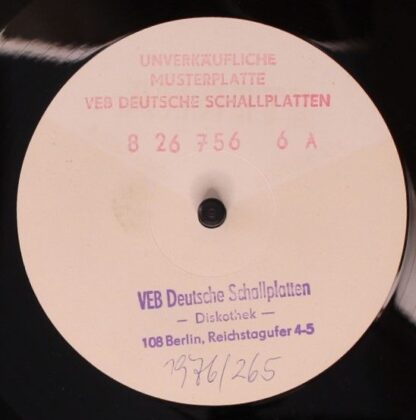 UNVERKÄUFLICHE
MUSTERPLATTE
VEB DEUTSCHE SCHALLPLATTEN
8 26 756 6 A
VEB Deutsche Schallplatten
— Diskothek —
108 Berlin, Reichstagufer 4-5
1976/265